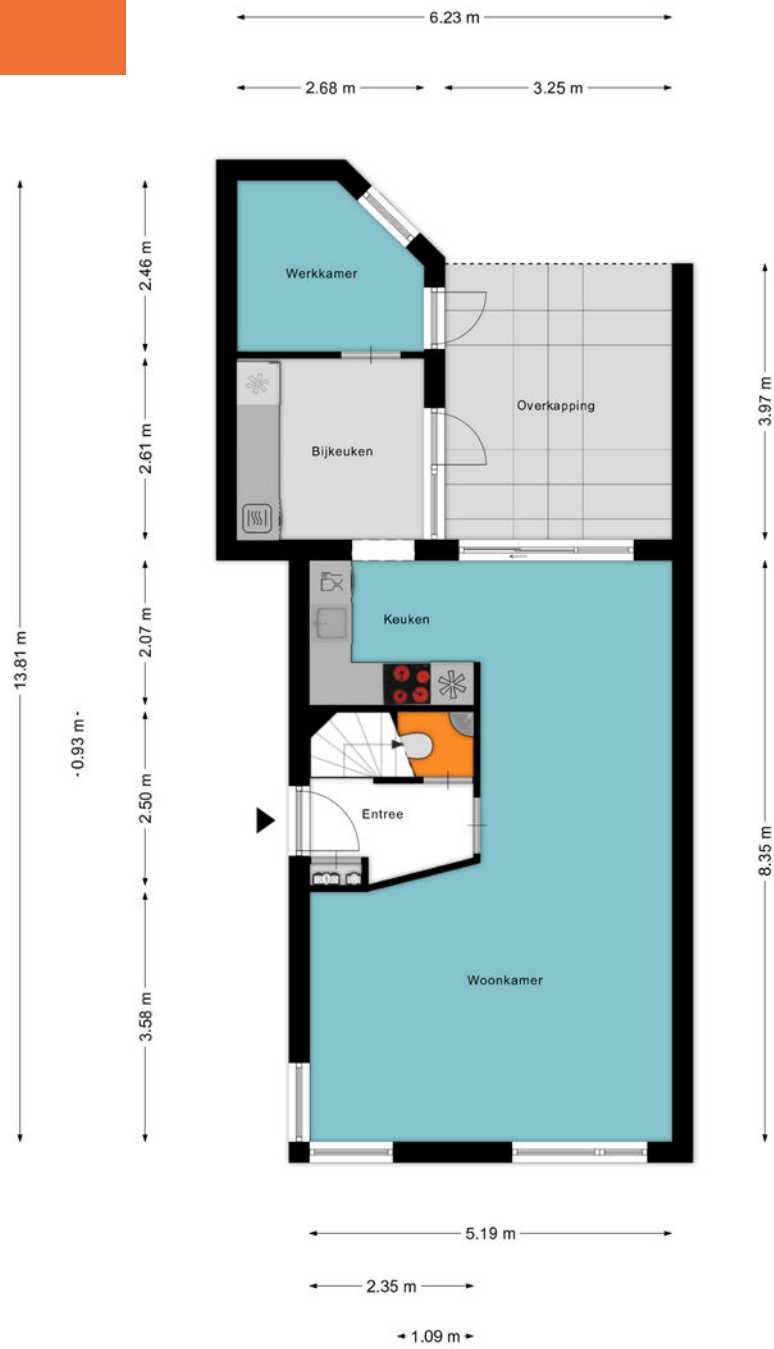 6.23 m
2.68 m
3.25 m
Werkkamer
2.46 m
Overkapping
3.97 m
Bijkeuken
2.61 m
13.81 m
Keuken
2.07 m
0.93 m
Entree
2.50 m
8.35 m
Woonkamer
3.58 m
5.19 m
2.35 m
1.09 m